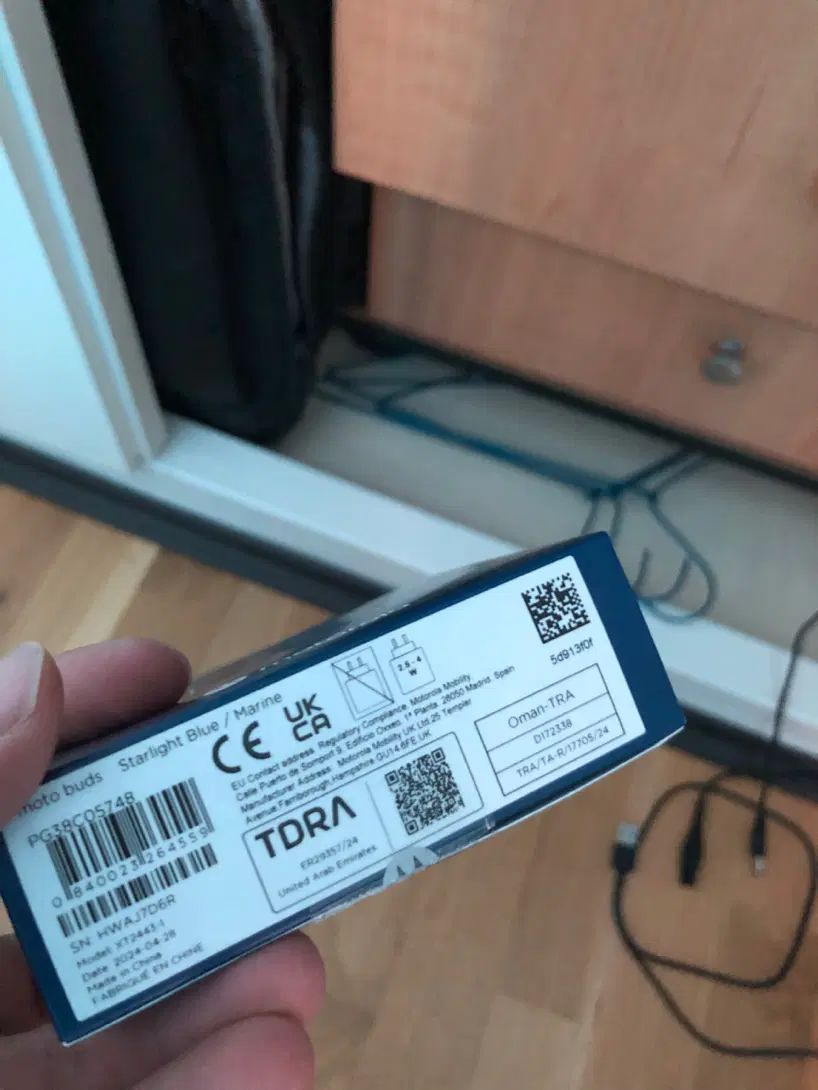 moto buds Starlight Blue / Marine
PG38C05748
0 840023 264559
SN: HWAJ7D6R
Model: XT2443-1
Date: 2024-04-28
Made in China
FABRIQUÉ EN CHINE
CE
UK
CA
2.5 - 4
W
EU Contact address: Regulatory Compliance, Motorola Mobility
Calle Puerto de Somport 9, Edificio Oxxeo, 1ª Planta, 28050 Madrid, Spain
Manufacturer Address: Motorola Mobility UK Ltd,25 Templer
Avenue,Farnborough,Hampshire GU14 6FE UK
TDRA
ER29357/24
United Arab Emirates
5d913f0f
Oman-TRA
D172338
TRA/TA-R/17705/24